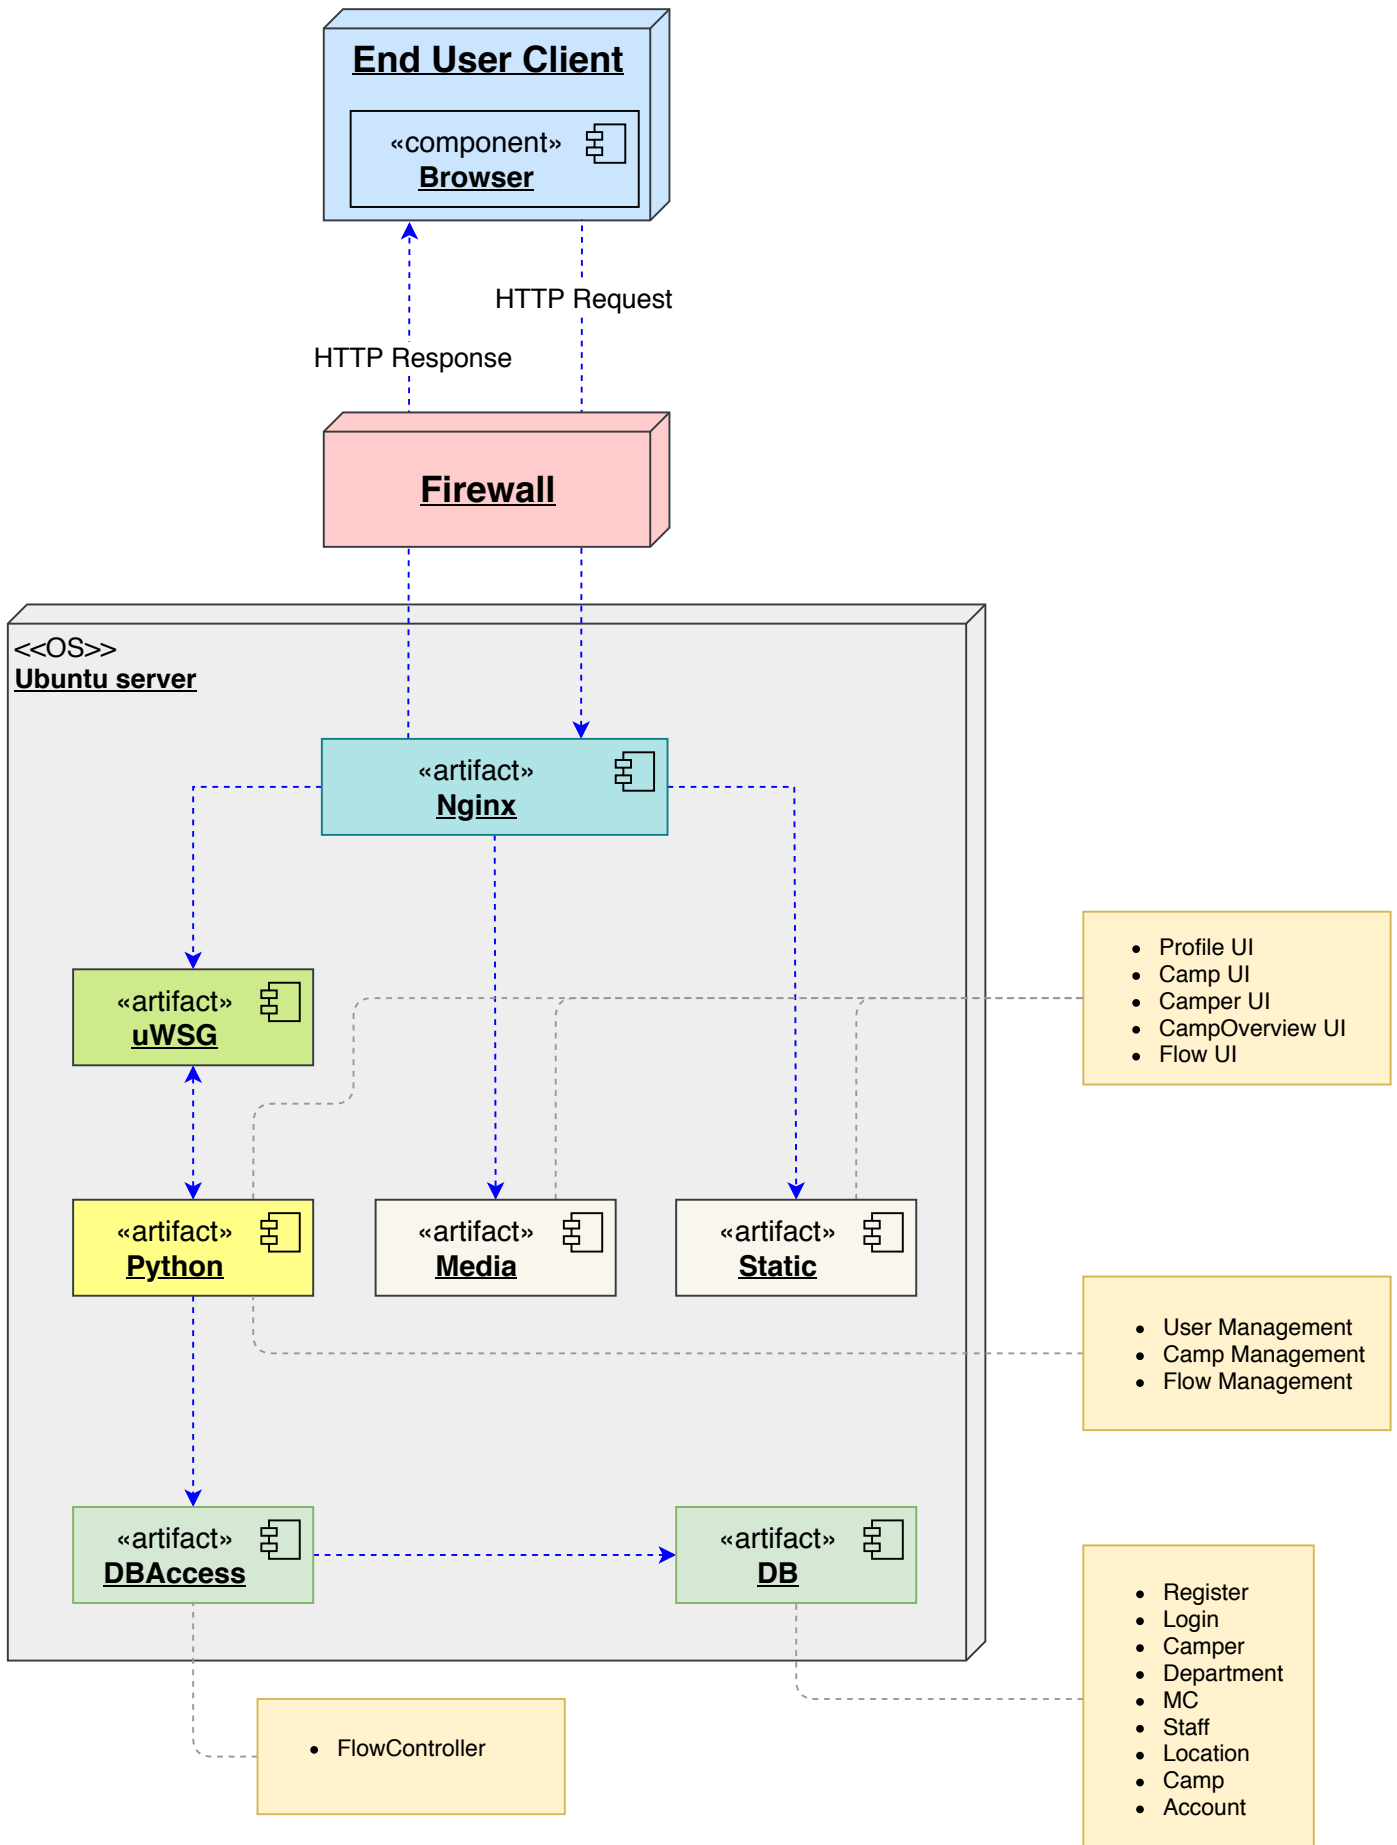 End User Client
«component»
Browser
HTTP Request
HTTP Response
Firewall
<<OS>>
Ubuntu server
«artifact»
Nginx
• Profile UI
• Camp UI
• Camper UI
• CampOverview UI
• Flow UI
«artifact»
uWSG
«artifact»
Python
«artifact»
Media
«artifact»
Static
• User Management
• Camp Management
• Flow Management
«artifact»
DBAccess
«artifact»
DB
• Register
• Login
• Camper
• Department
• MC
• Staff
• Location
• Camp
• Account
• FlowController